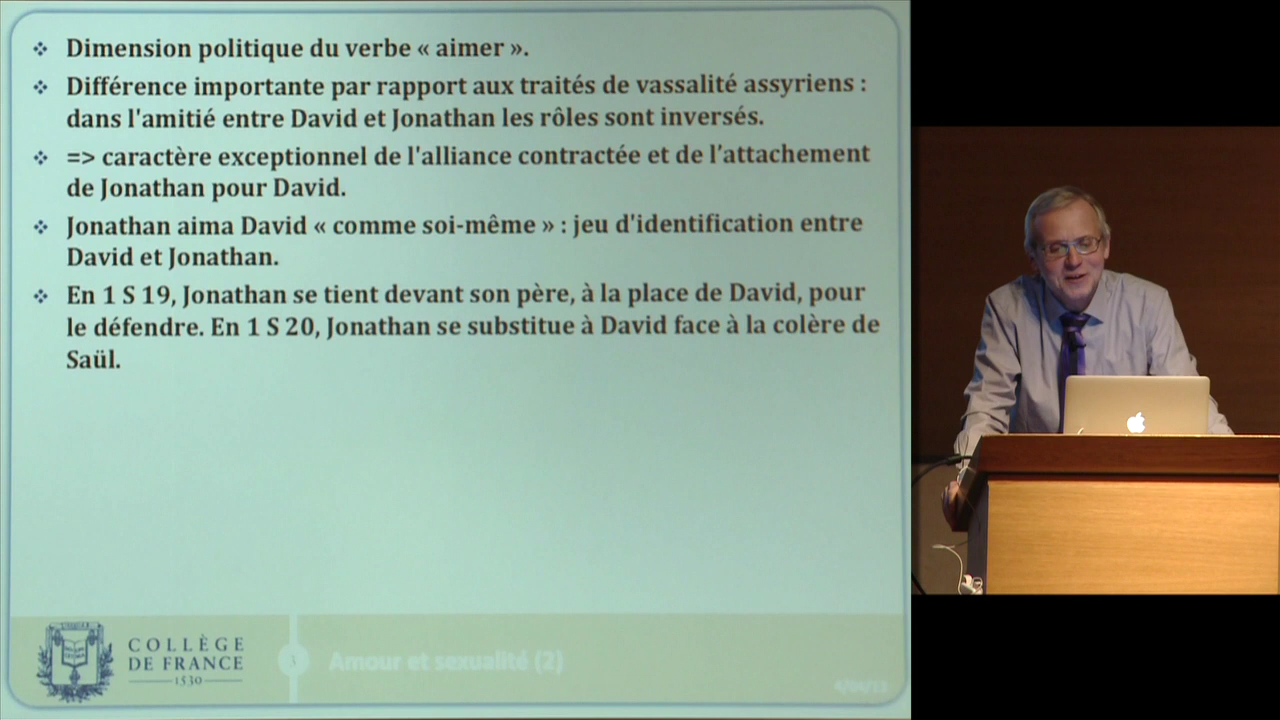 ❖ Dimension politique du verbe « aimer ».
❖ Différence importante par rapport aux traités de vassalité assyriens :
dans l'amitié entre David et Jonathan les rôles sont inversés.
❖ => caractère exceptionnel de l'alliance contractée et de l'attachement
de Jonathan pour David.
❖ Jonathan aima David « comme soi-même » : jeu d'identification entre
David et Jonathan.
❖ En 1 S 19, Jonathan se tient devant son père, à la place de David, pour
le défendre. En 1 S 20, Jonathan se substitue à David face à la colère de
Saül.
COLLÈGE
DE FRANCE
1530
3
Amour et sexualité (2)